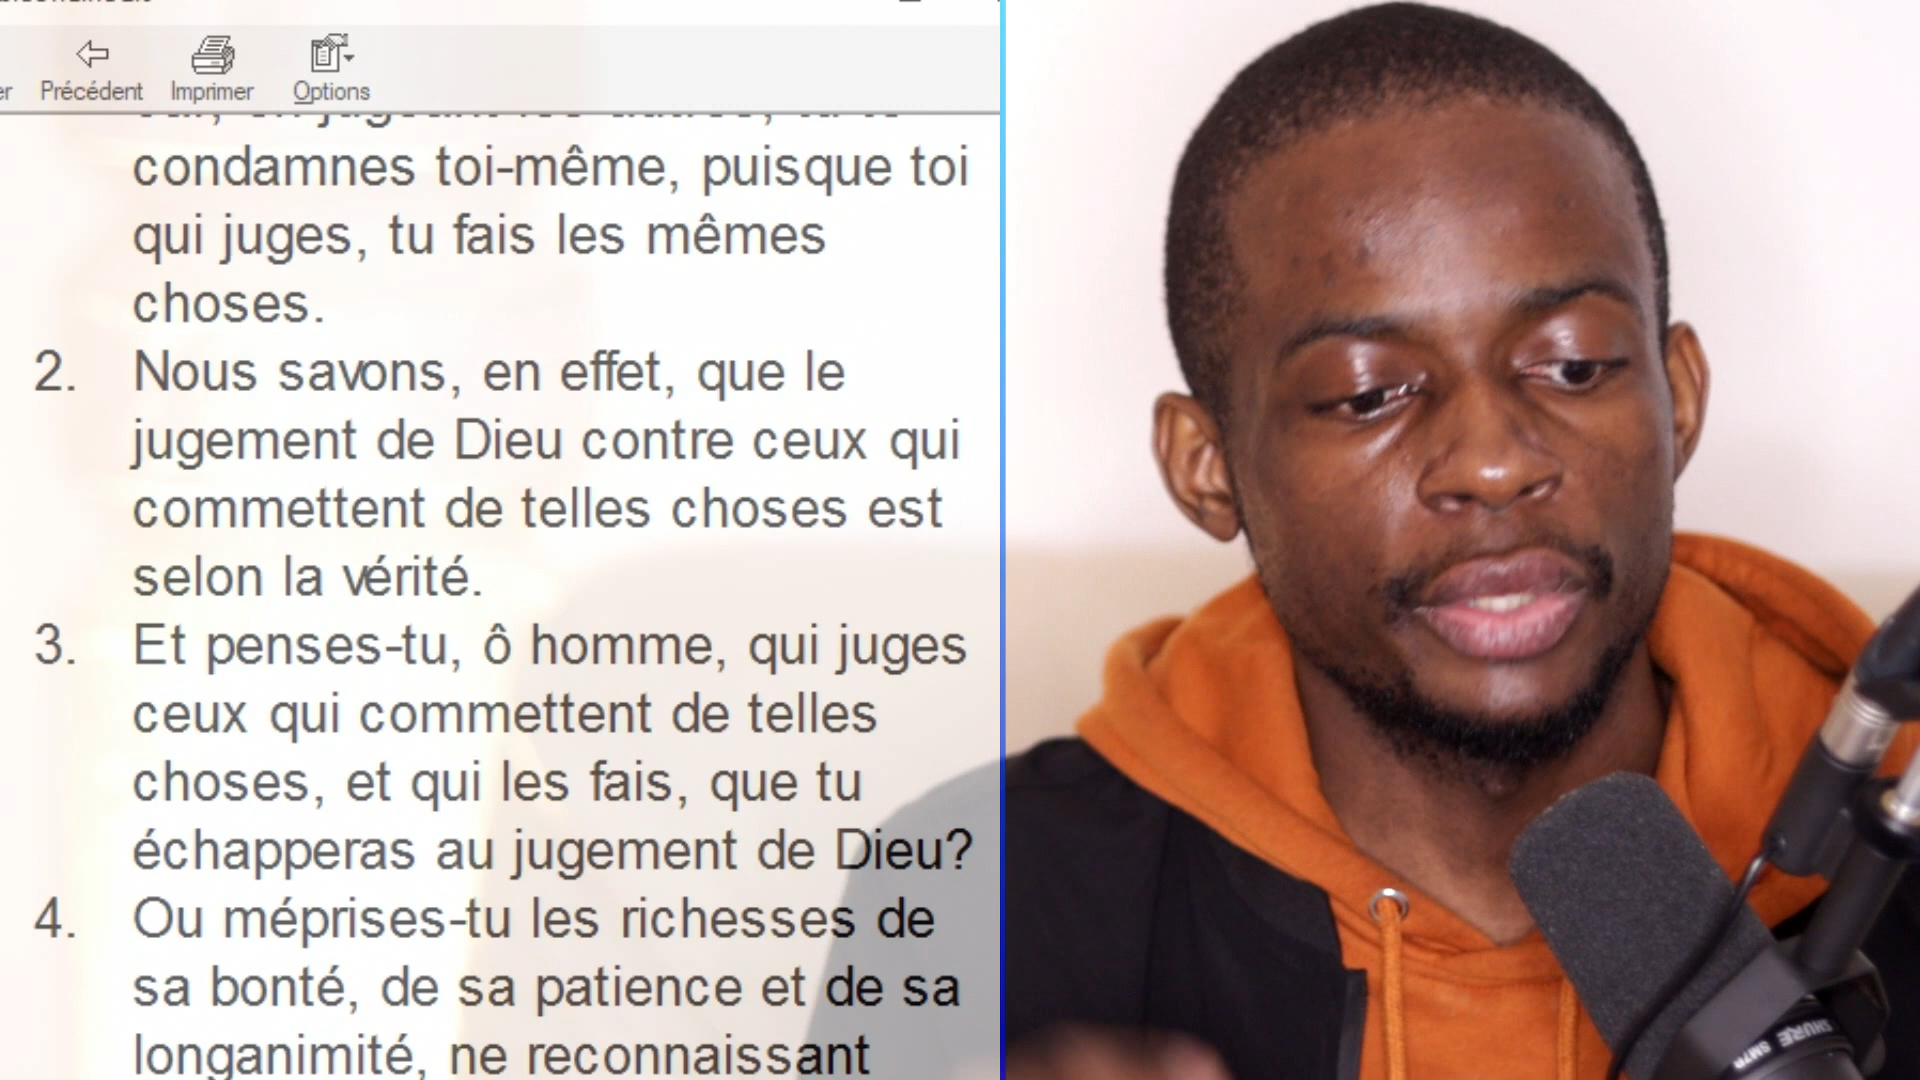 er Précédent Imprimer Options
condamnes toi-même, puisque toi
qui juges, tu fais les mêmes
choses.
2. Nous savons, en effet, que le
jugement de Dieu contre ceux qui
commettent de telles choses est
selon la vérité.
3. Et penses-tu, ô homme, qui juges
ceux qui commettent de telles
choses, et qui les fais, que tu
échapperas au jugement de Dieu?
4. Ou méprises-tu les richesses de
sa bonté, de sa patience et de sa
longanimité, ne reconnaissant
SHURE SM7B